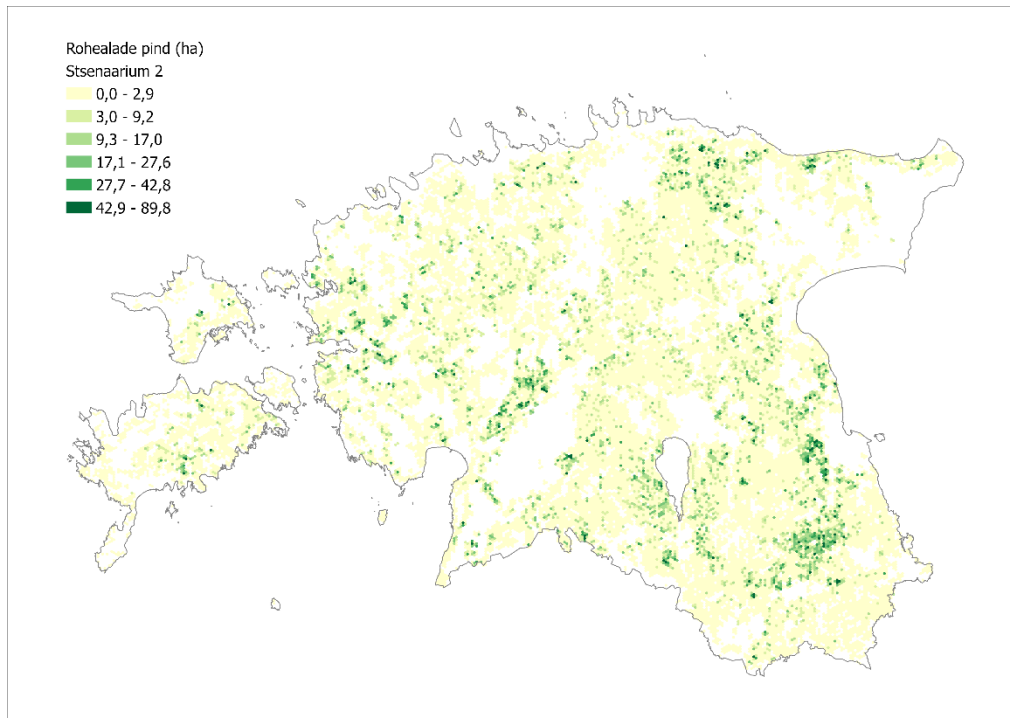 Rohealade pind (ha)
Stsenaarium 2
0,0 - 2,9
3,0 - 9,2
9,3 - 17,0
17,1 - 27,6
27,7 - 42,8
42,9 - 89,8